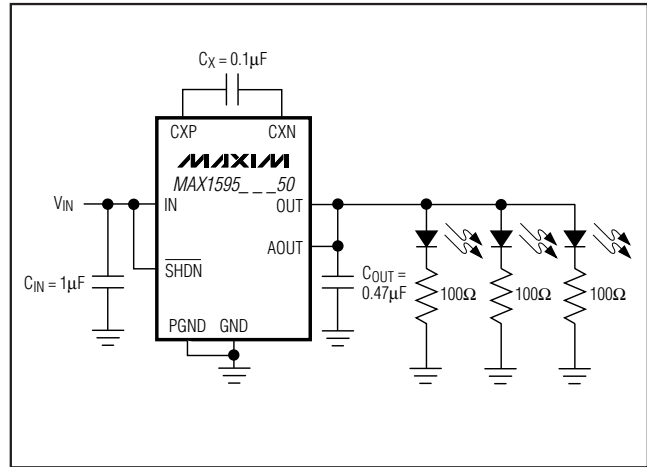 Cₓ = 0.1µF
CXP CXN
MAXIM
MAX1595_ _ _50
V_IN IN OUT
AOUT
SHDN
C_IN = 1µF
C_OUT =
0.47µF
100Ω 100Ω 100Ω
PGND GND